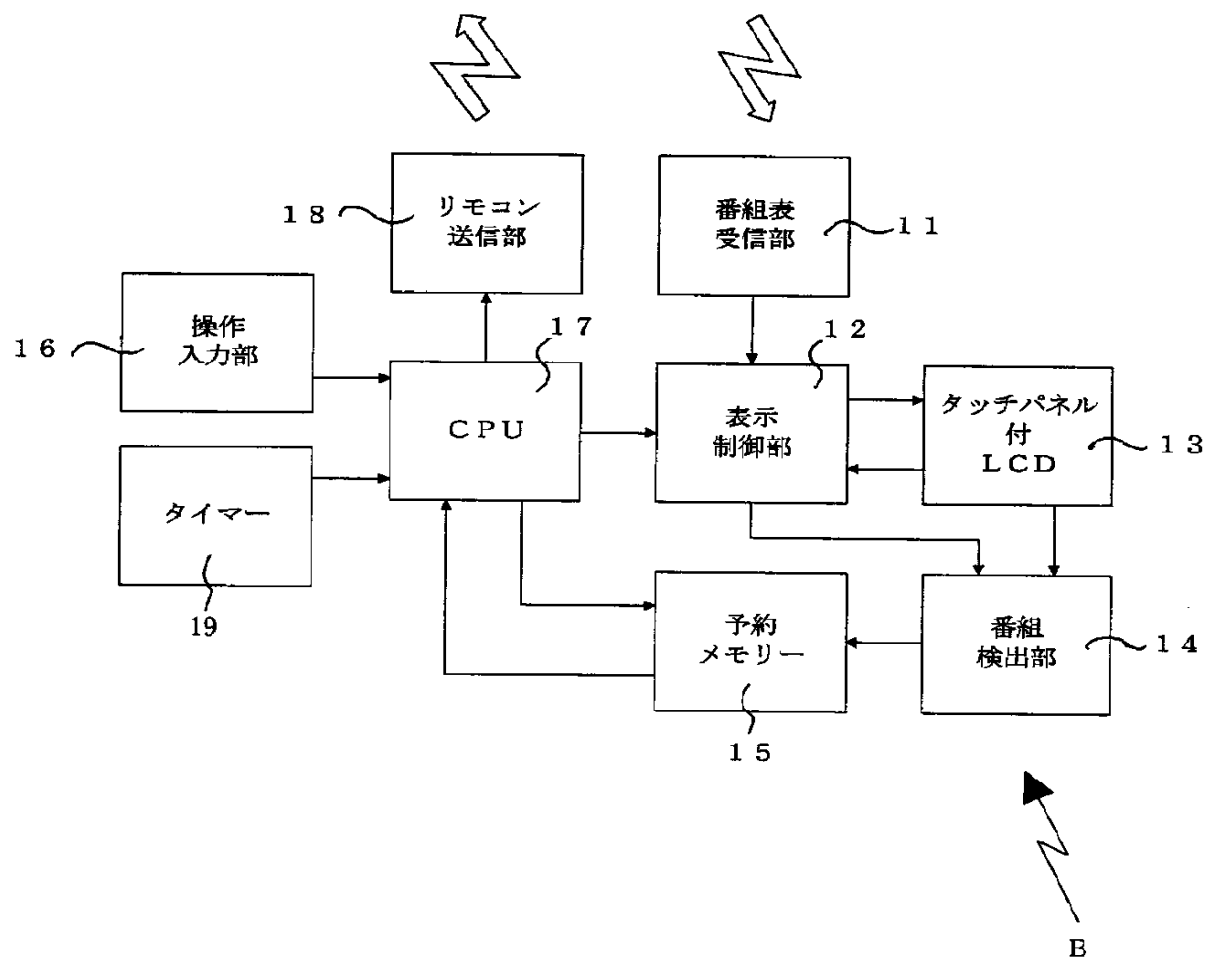 １８
リモコン
送信部
番組表
受信部
１１
１６
操作
入力部
１７
ＣＰＵ
１２
表示
制御部
タッチパネル
付
ＬＣＤ
１３
タイマー
19
予約
メモリー
１５
番組
検出部
１４
B